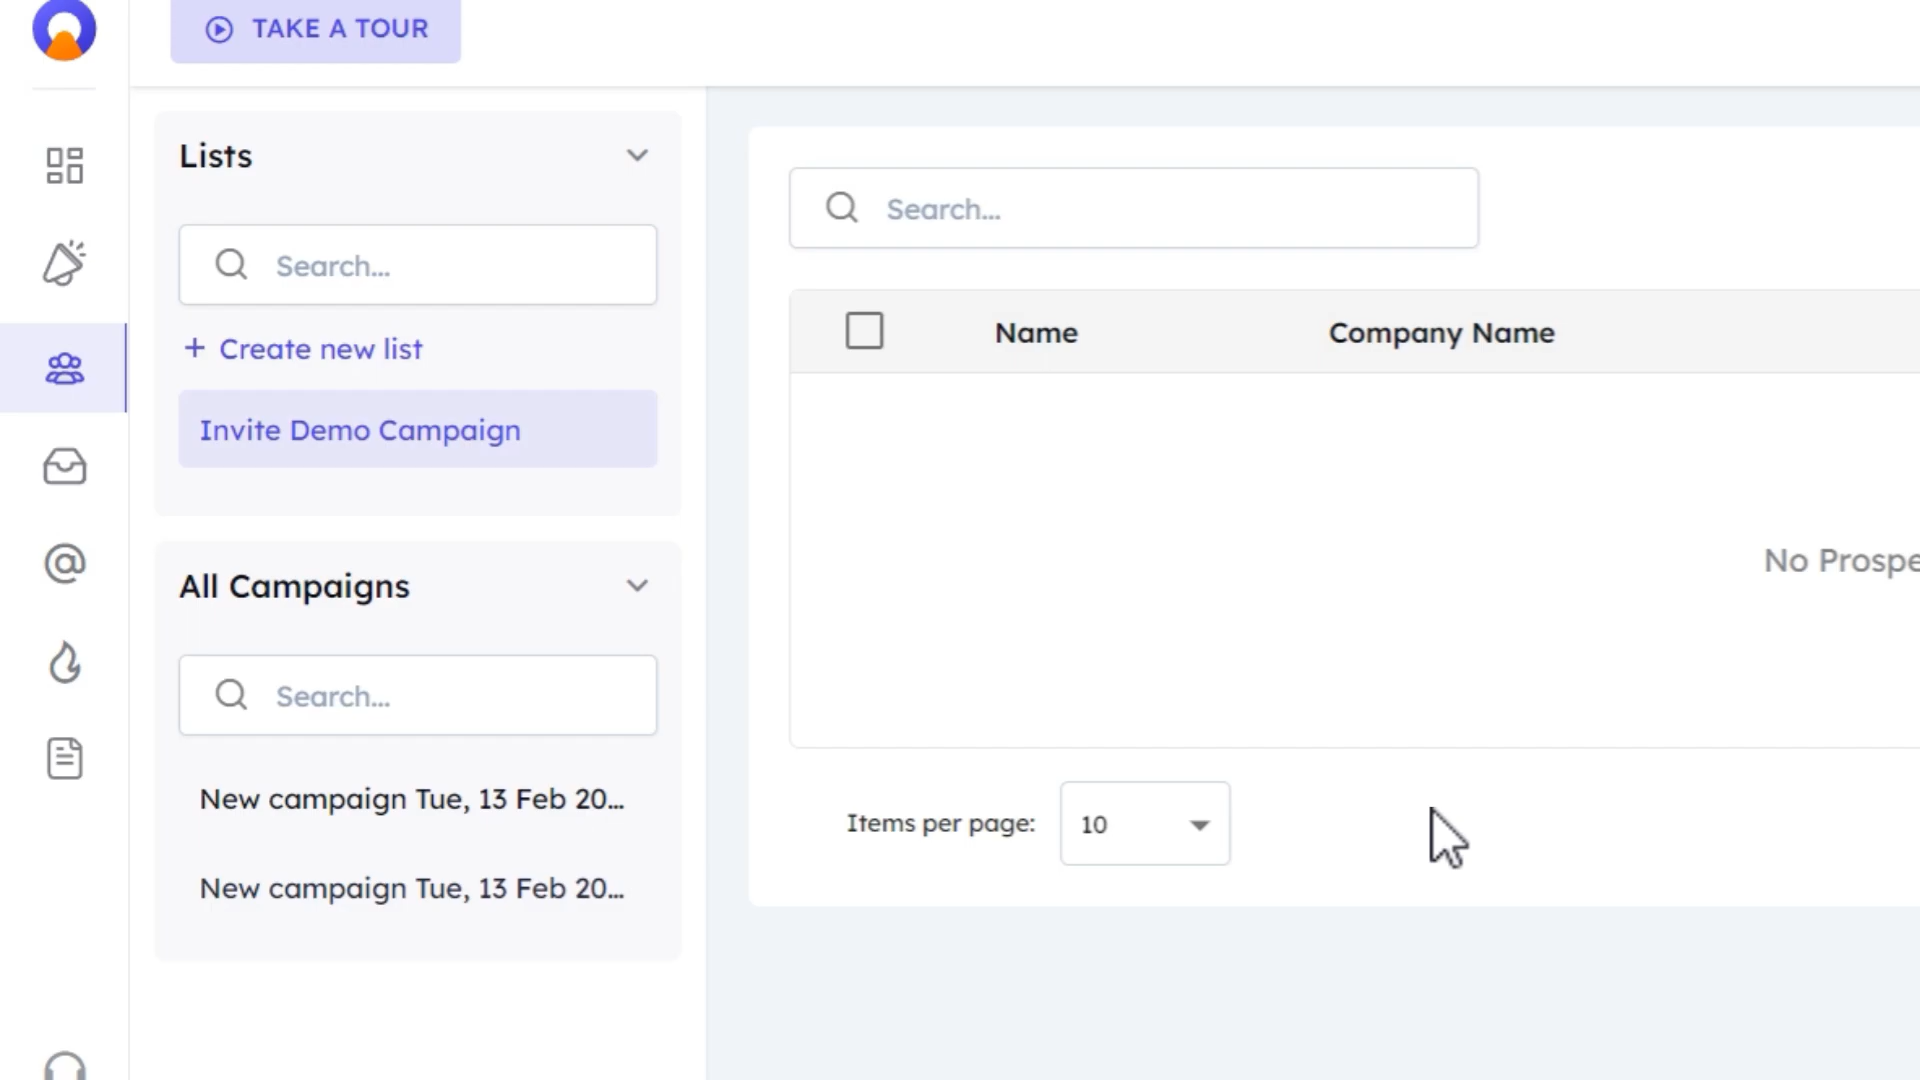 TAKE A TOUR
Lists
Search...
+ Create new list
Invite Demo Campaign
All Campaigns
Search...
New campaign Tue, 13 Feb 20...
New campaign Tue, 13 Feb 20...
Search...
Name Company Name
No Prospe
Items per page: 10